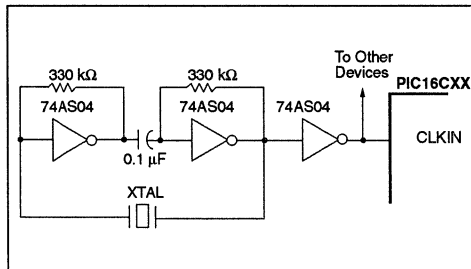 330 kΩ
330 kΩ
To Other
Devices
74AS04
74AS04
74AS04
PIC16CXX
CLKIN
0.1 µF
XTAL